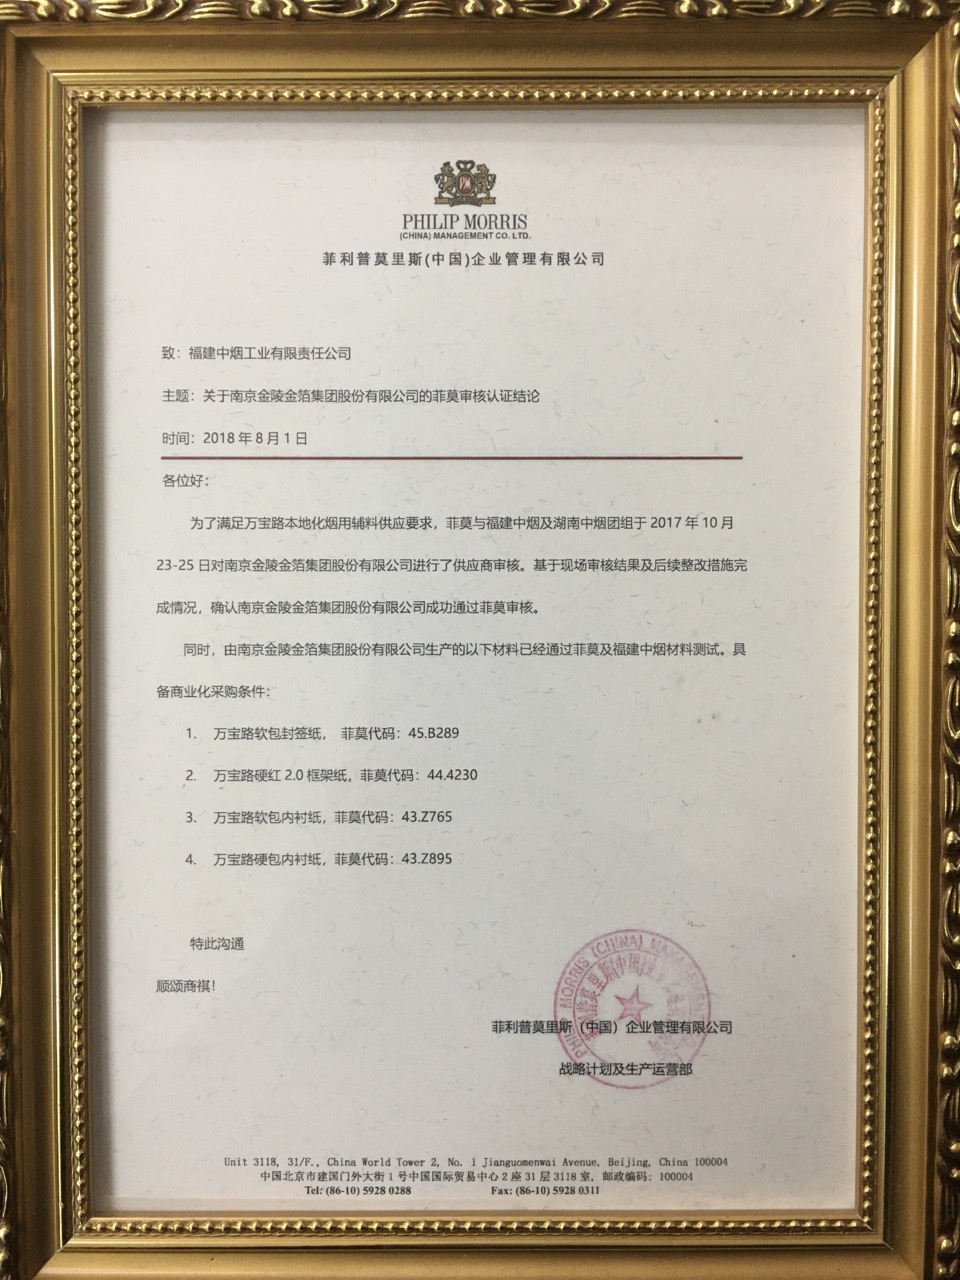 PHILIP MORRIS
(CHINA) MANAGEMENT CO. LTD.
菲利普莫里斯(中国)企业管理有限公司
致：福建中烟工业有限责任公司
主题：关于南京金陵金箔集团股份有限公司的菲莫审核认证结论
时间：2018 年 8 月 1 日
各位好：
为了满足万宝路本地化烟用辅料供应要求，菲莫与福建中烟及湖南中烟团组于 2017 年 10 月
23-25 日对南京金陵金箔集团股份有限公司进行了供应商审核。基于现场审核结果及后续整改措施完
成情况，确认南京金陵金箔集团股份有限公司成功通过菲莫审核。
同时，由南京金陵金箔集团股份有限公司生产的以下材料已经通过菲莫及福建中烟材料测试。具
备商业化采购条件：
1. 万宝路软包封签纸， 菲莫代码：45.B289
2. 万宝路硬红 2.0 框架纸，菲莫代码：44.4230
3. 万宝路软包内衬纸，菲莫代码：43.Z765
4. 万宝路硬包内衬纸，菲莫代码：43.Z895
特此沟通
顺颂商祺！
PHILIP MORRIS (CHINA) MANAGEMENT CO.
菲利普莫里斯（中国）企业管理有限公司
战略计划及生产运营部
Unit 3118, 31/F., China World Tower 2, No. 1 Jianguomenwai Avenue, Beijing, China 100004
中国北京市建国门外大街 1 号中国国际贸易中心 2 座 31 层 3118 室, 邮政编码: 100004
Tel: (86-10) 5928 0288 Fax: (86-10) 5928 0311